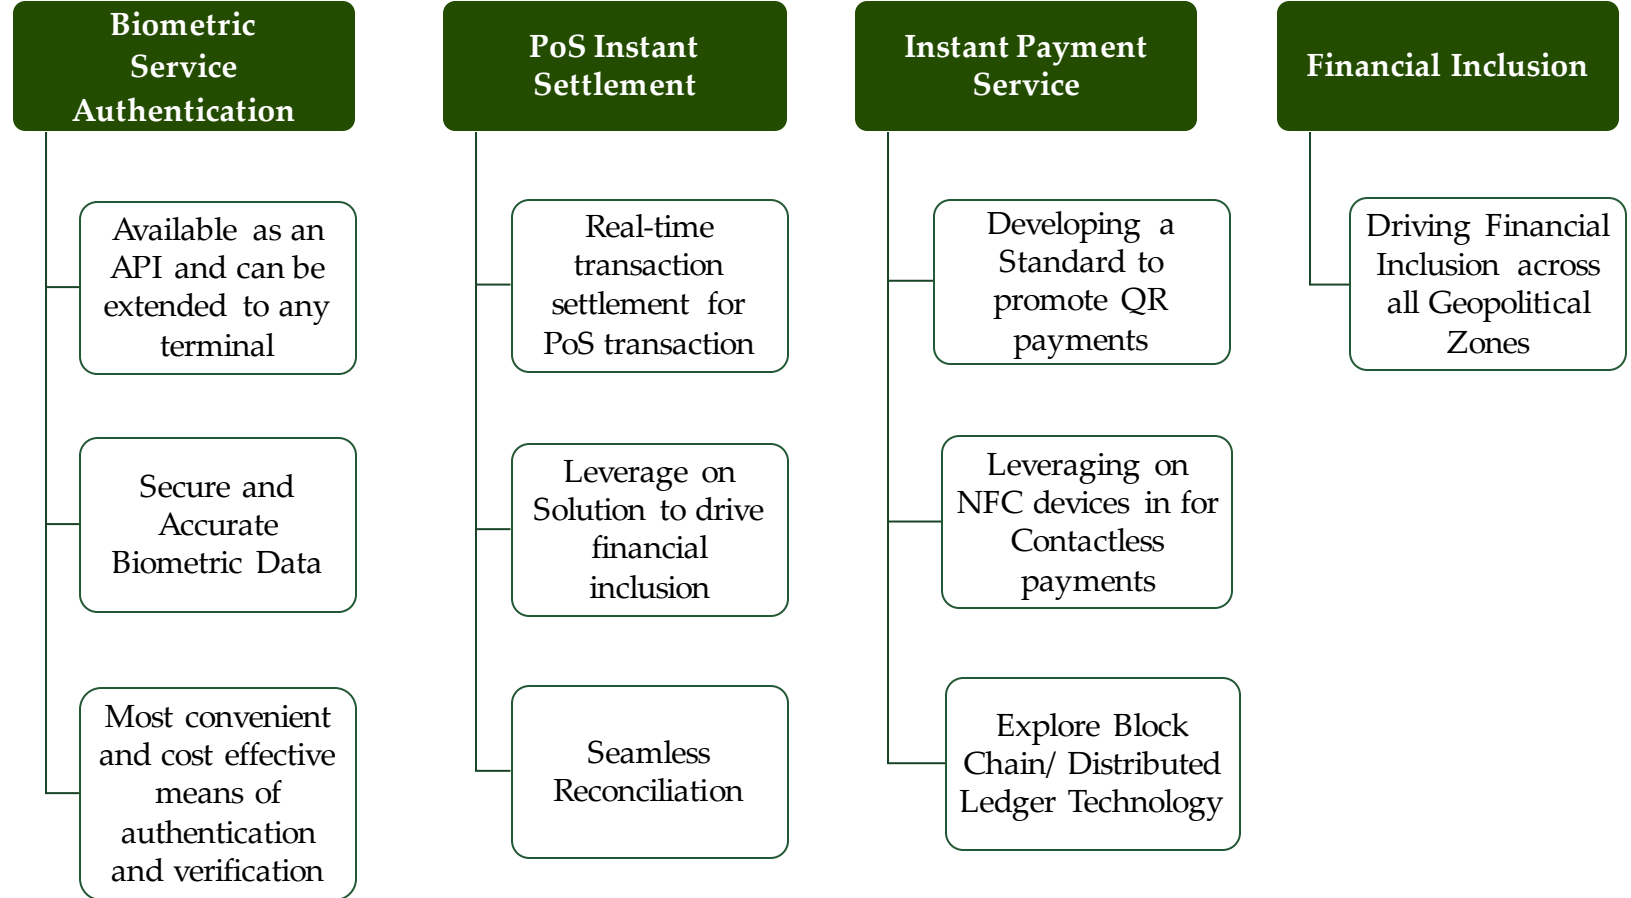 Biometric
Service
Authentication
Available as an
API and can be
extended to any
terminal
Secure and
Accurate
Biometric Data
Most convenient
and cost effective
means of
authentication
and verification
PoS Instant
Settlement
Real-time
transaction
settlement for
PoS transaction
Leverage on
Solution to drive
financial
inclusion
Seamless
Reconciliation
Instant Payment
Service
Developing a
Standard to
promote QR
payments
Leveraging on
NFC devices in for
Contactless
payments
Explore Block
Chain/ Distributed
Ledger Technology
Financial Inclusion
Driving Financial
Inclusion across
all Geopolitical
Zones